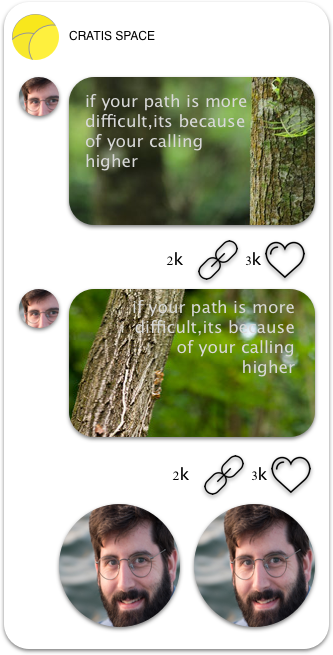 CRATIS SPACE
if your path is more
difficult,its because
of your calling
higher
2k 3k
if your path is more
difficult,its because
of your calling
higher
2k 3k